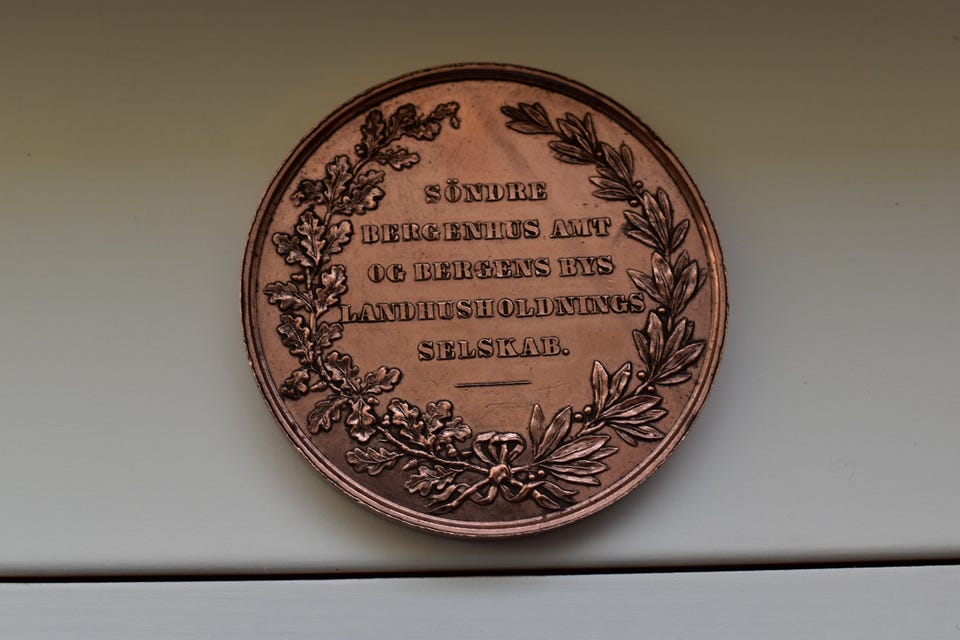 SÖNDRE
BERGENHUS AMT
OG BERGENS BYS
LANDHUSHOLDNINGS
SELSKAB.